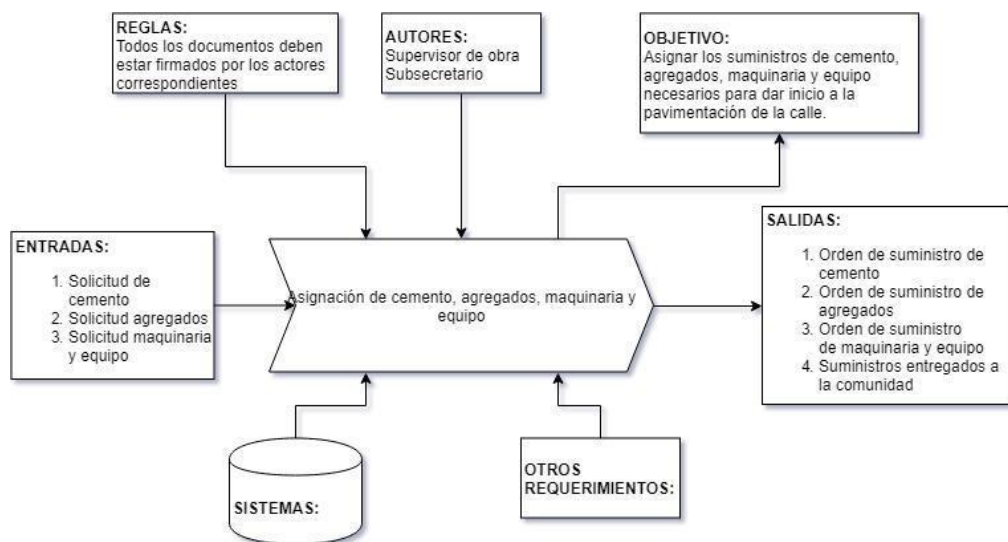 REGLAS:
Todos los documentos deben
estar firmados por los actores
correspondientes
AUTORES:
Supervisor de obra
Subsecretario
OBJETIVO:
Asignar los suministros de cemento,
agregados, maquinaria y equipo
necesarios para dar inicio a la
pavimentación de la calle.
ENTRADAS:
1. Solicitud de
cemento
2. Solicitud agregados
3. Solicitud maquinaria
y equipo
Asignación de cemento, agregados, maquinaria y
equipo
SALIDAS:
1. Orden de suministro de
cemento
2. Orden de suministro de
agregados
3. Orden de suministro
de maquinaria y equipo
4. Suministros entregados a
la comunidad
SISTEMAS:
OTROS
REQUERIMIENTOS: